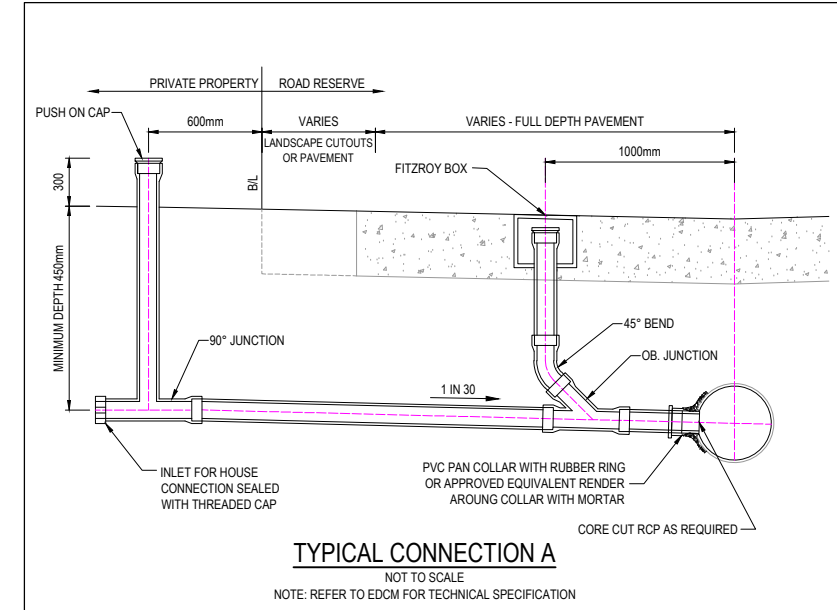 PRIVATE PROPERTY
ROAD RESERVE
PUSH ON CAP
600mm
VARIES
VARIES - FULL DEPTH PAVEMENT
LANDSCAPE CUTOUTS
OR PAVEMENT
1000mm
FITZROY BOX
300
B/L
MINIMUM DEPTH 450mm
45° BEND
90° JUNCTION
OB. JUNCTION
1 IN 30
INLET FOR HOUSE
CONNECTION SEALED
WITH THREADED CAP
PVC PAN COLLAR WITH RUBBER RING
OR APPROVED EQUIVALENT RENDER
AROUNG COLLAR WITH MORTAR
CORE CUT RCP AS REQUIRED
TYPICAL CONNECTION A
NOT TO SCALE
NOTE: REFER TO EDCM FOR TECHNICAL SPECIFICATION